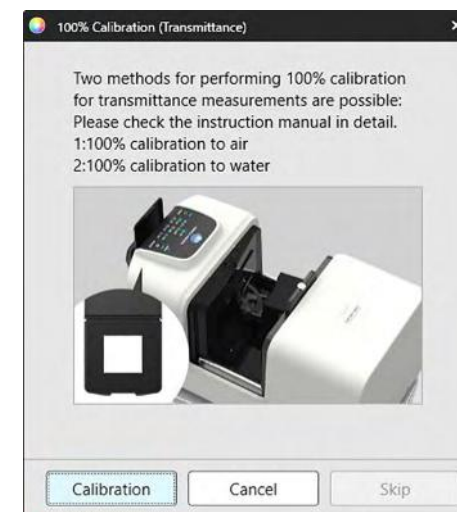 100% Calibration (Transmittance)
Two methods for performing 100% calibration
for transmittance measurements are possible:
Please check the instruction manual in detail.
1:100% calibration to air
2:100% calibration to water
Calibration
Cancel
Skip